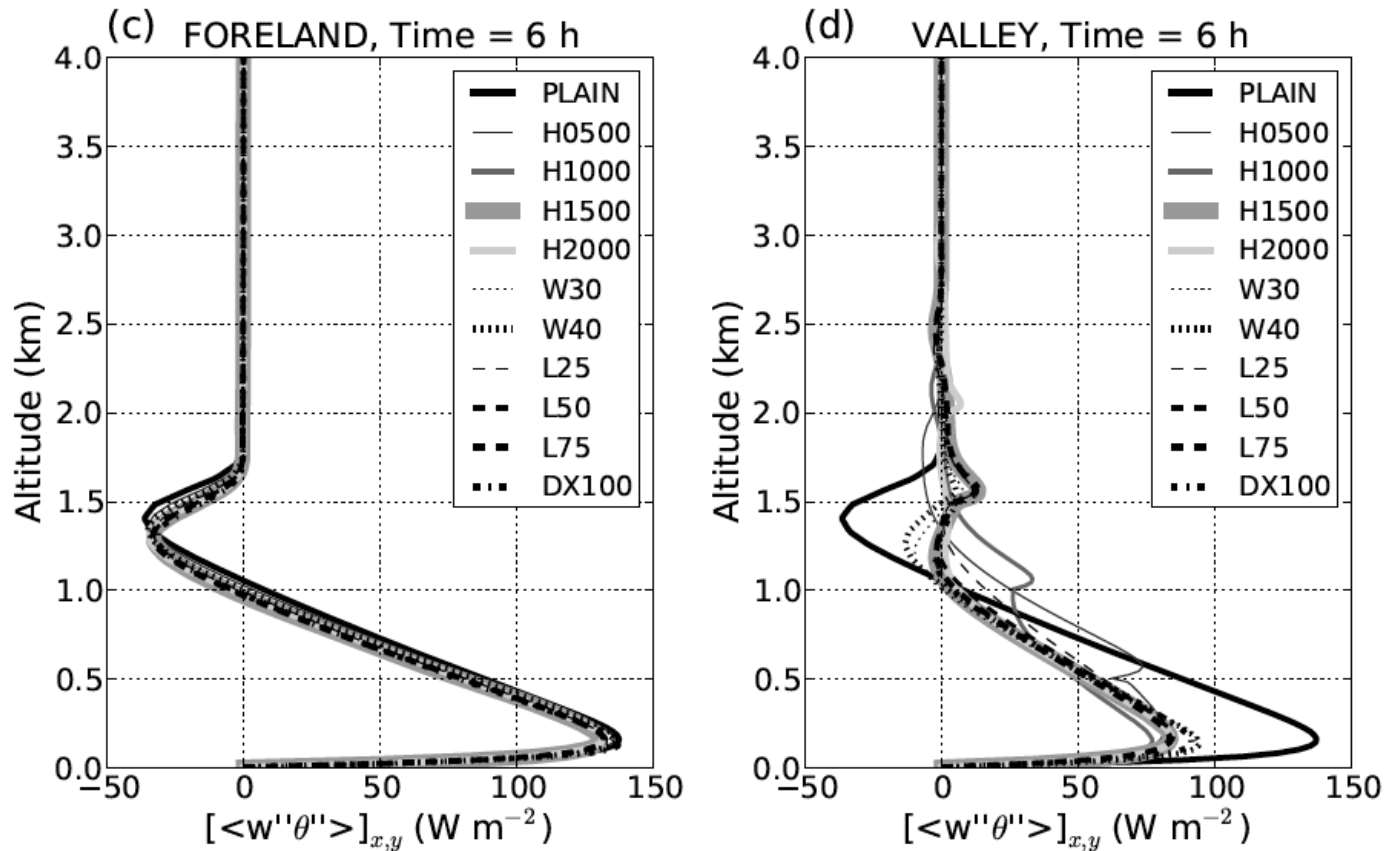 (c) FORELAND, Time = 6 h
4.0
3.5
3.0
2.5
2.0
1.5
1.0
0.5
0.0
Altitude (km)
−50 0 50 100 150
[<w''θ''>]x,y (W m−2)
PLAIN
H0500
H1000
H1500
H2000
W30
W40
L25
L50
L75
DX100
(d) VALLEY, Time = 6 h
4.0
3.5
3.0
2.5
2.0
1.5
1.0
0.5
0.0
Altitude (km)
−50 0 50 100 150
[<w''θ''>]x,y (W m−2)
PLAIN
H0500
H1000
H1500
H2000
W30
W40
L25
L50
L75
DX100